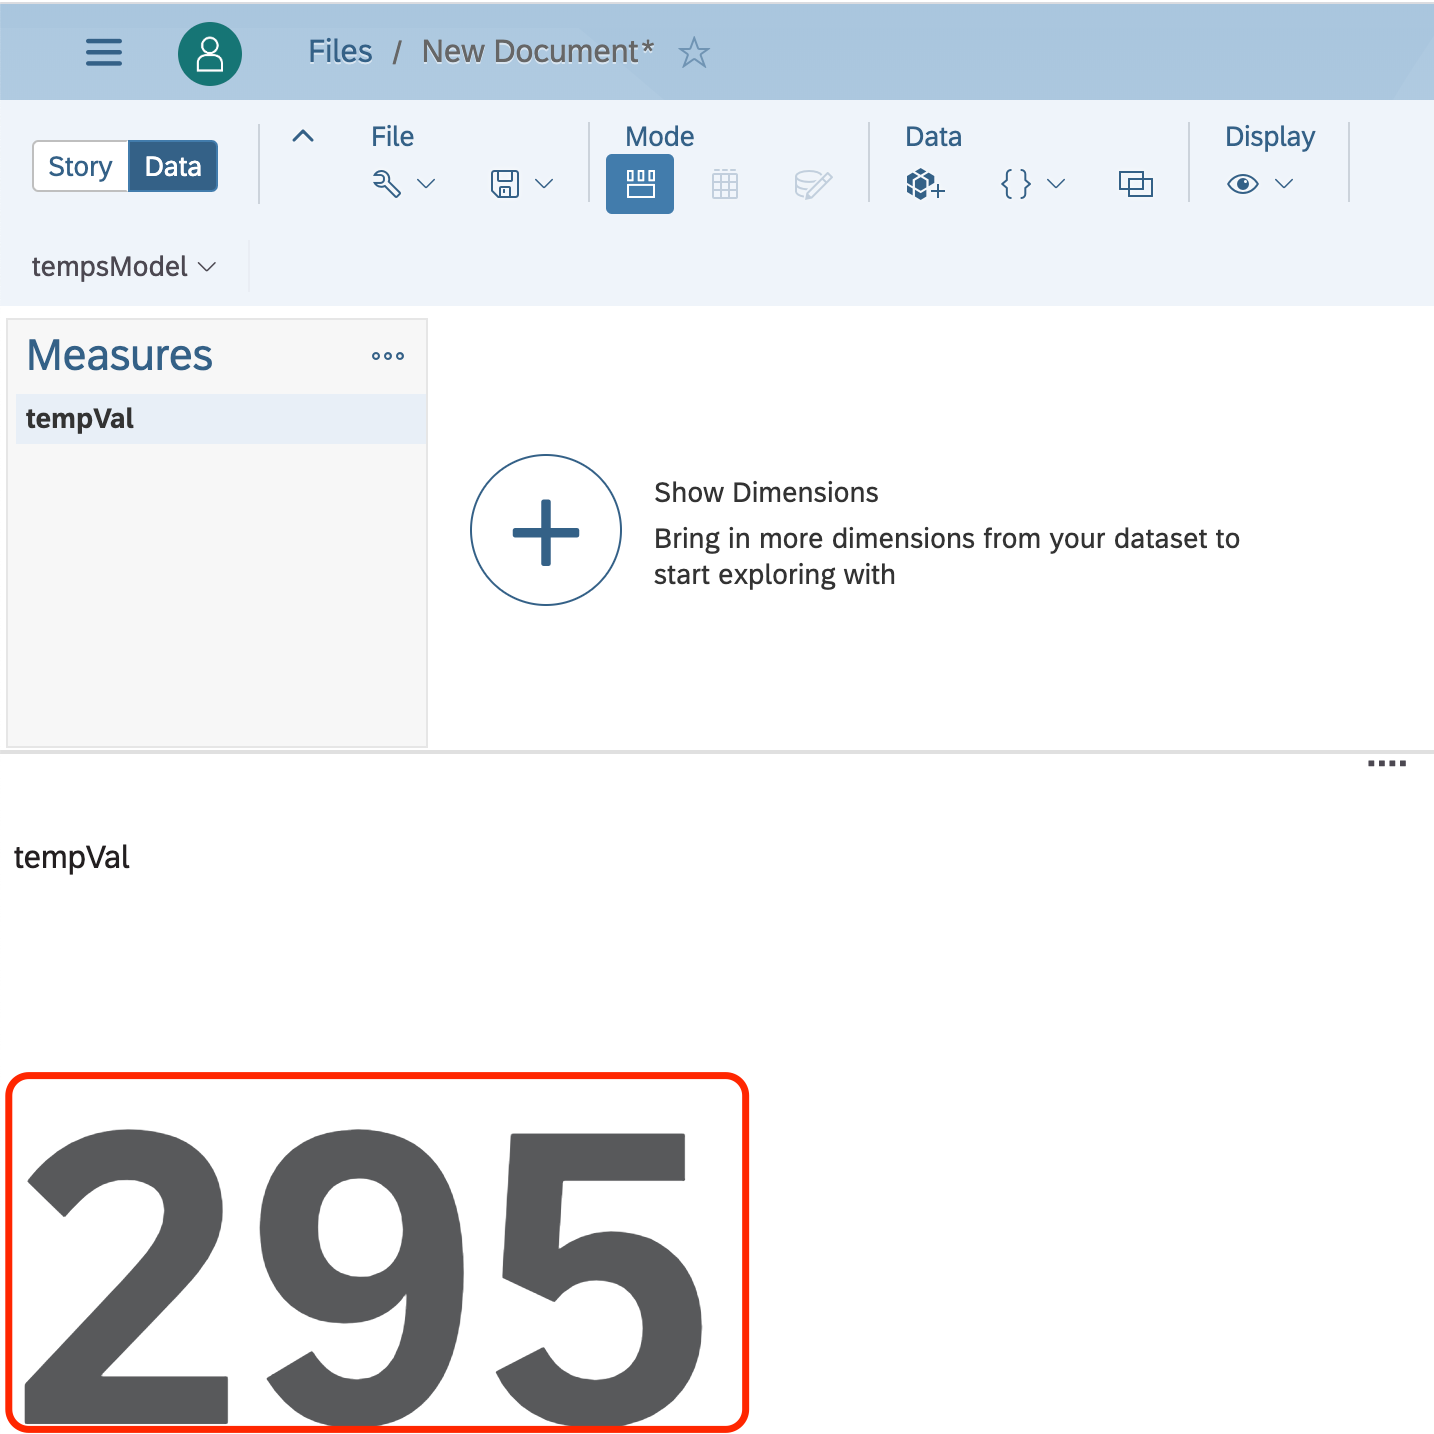 Files / New Document*
Story Data
File Mode Data Display
tempsModel
Measures
tempVal
Show Dimensions
Bring in more dimensions from your dataset to
start exploring with
tempVal
295